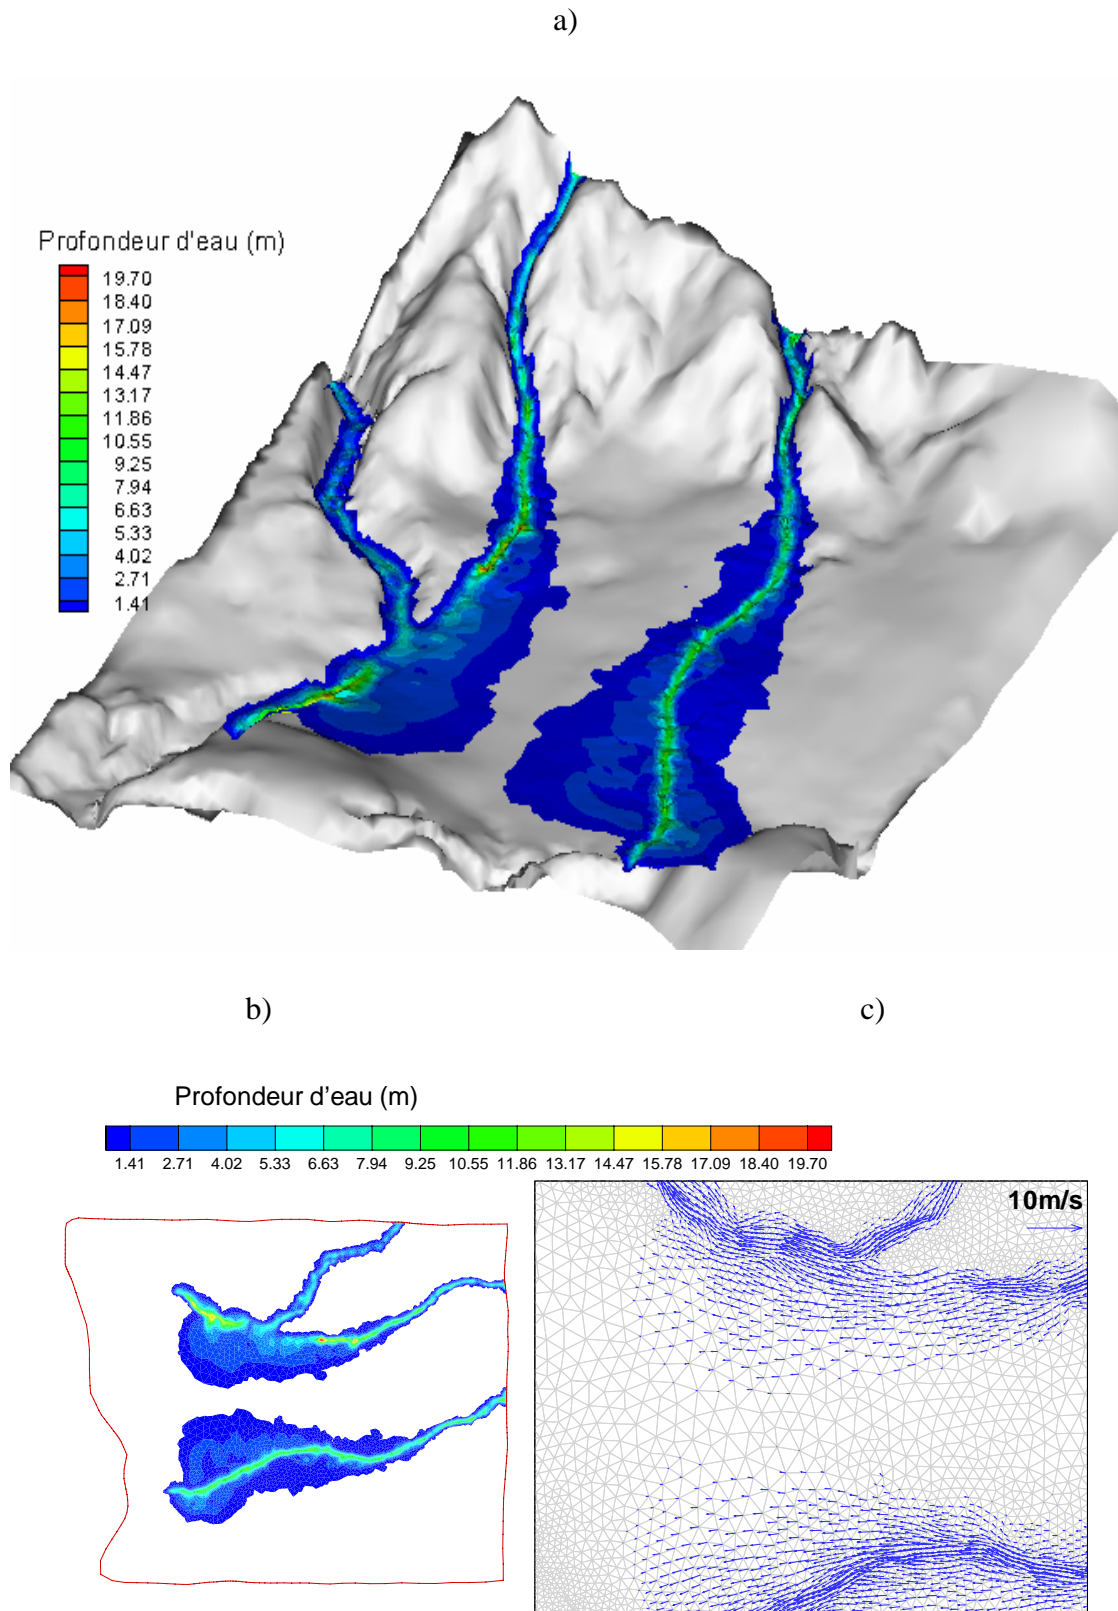 a)
Profondeur d'eau (m)
19.70
18.40
17.09
15.78
14.47
13.17
11.86
10.55
9.25
7.94
6.63
5.33
4.02
2.71
1.41
b)
c)
Profondeur d’eau (m)
1.41 2.71 4.02 5.33 6.63 7.94 9.25 10.55 11.86 13.17 14.47 15.78 17.09 18.40 19.70
10m/s